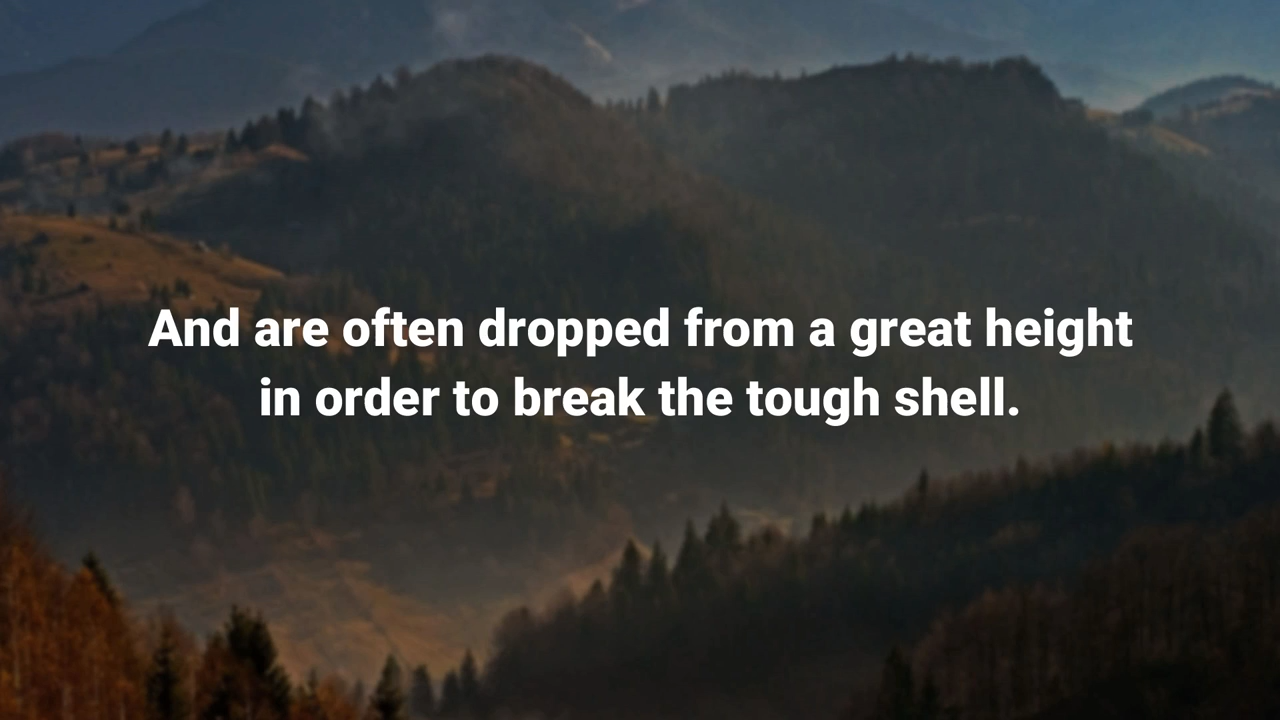 And are often dropped from a great height
in order to break the tough shell.